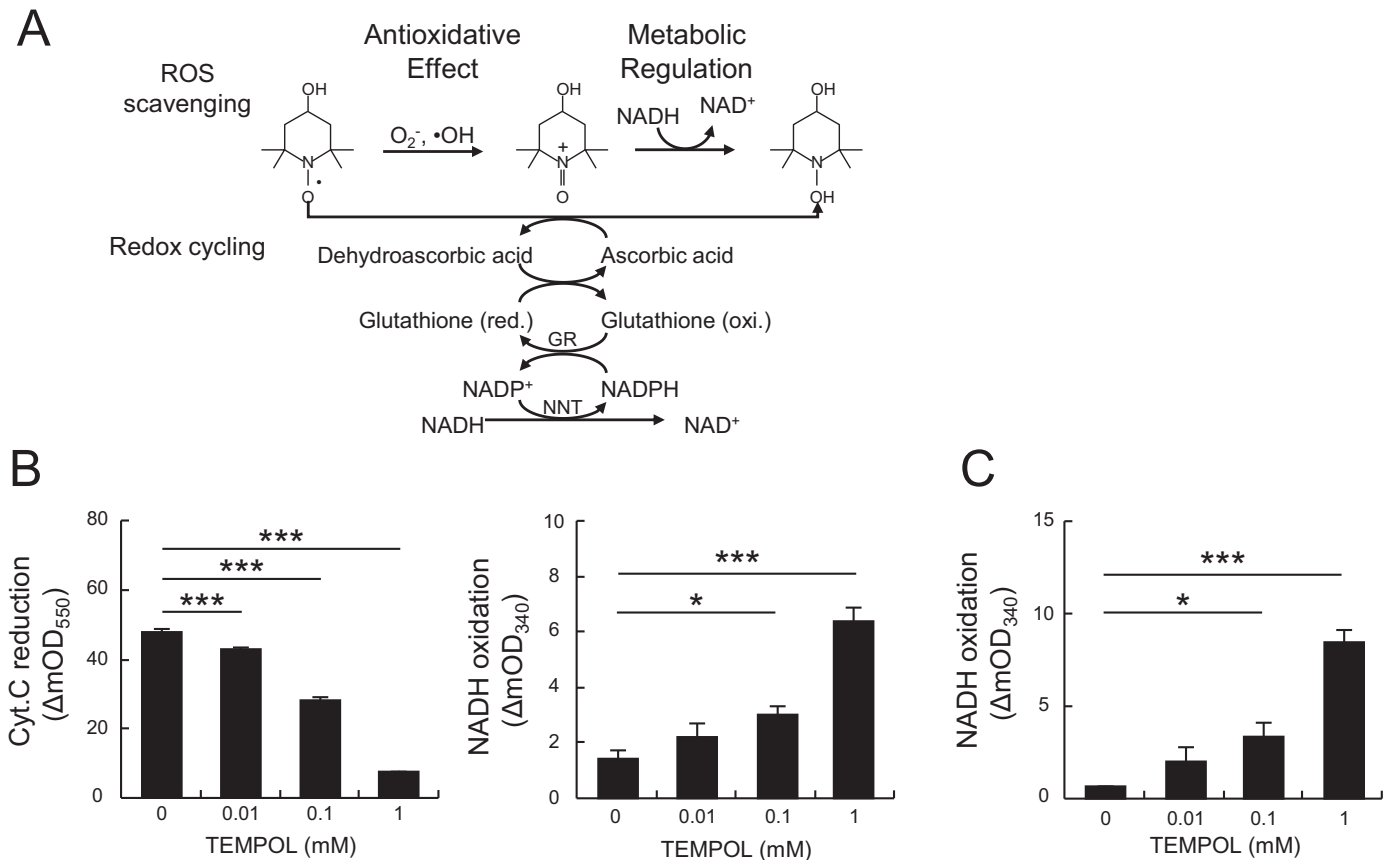 A
Antioxidative
Effect
Metabolic
Regulation
ROS
scavenging
OH
N
•
O
O₂⁻, •OH
OH
+
N
O
NADH
NAD⁺
OH
N
OH
Redox cycling
Dehydroascorbic acid
Ascorbic acid
Glutathione (red.)
Glutathione (oxi.)
GR
NADP⁺
NADPH
NNT
NADH
NAD⁺
B
Cyt.C reduction
(ΔmOD₅₅₀)
80
60
40
20
0
***
***
***
0 0.01 0.1 1
TEMPOL (mM)
NADH oxidation
(ΔmOD₃₄₀)
10
8
6
4
2
0
***
*
0 0.01 0.1 1
TEMPOL (mM)
C
NADH oxidation
(ΔmOD₃₄₀)
15
10
5
0
***
*
0 0.01 0.1 1
TEMPOL (mM)